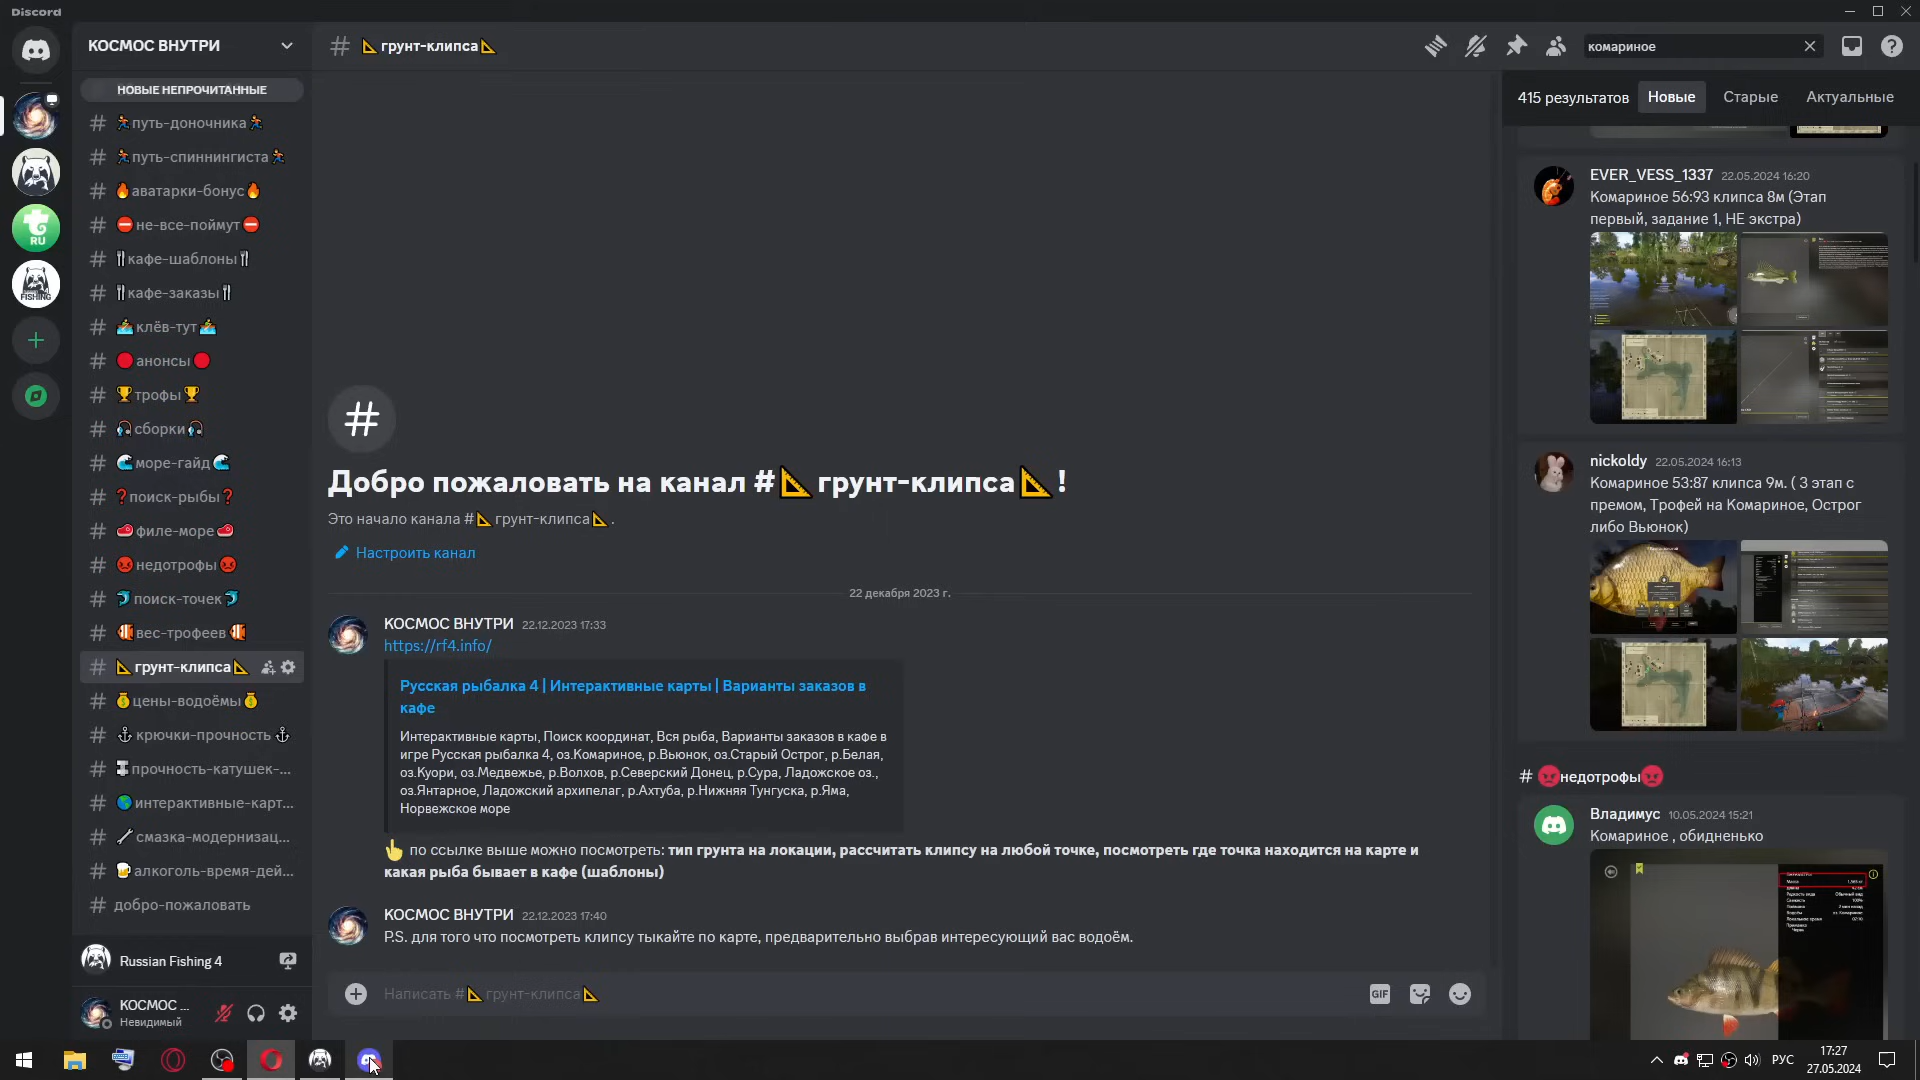 Discord
КОСМОС ВНУТРИ
НОВЫЕ НЕПРОЧИТАННЫЕ
путь-доночника
путь-спиннингиста
аватарки-бонус
не-все-поймут
кафе-шаблоны
кафе-заказы
клёв-тут
анонсы
трофы
сборки
море-гайд
поиск-рыбы
филе-море
недотрофы
поиск-точек
вес-трофеев
грунт-клипса
цены-водоёмы
крючки-прочность
прочность-катушек-...
интерактивные-карт...
смазка-модернизац...
алкоголь-время-дей...
добро-пожаловать
Russian Fishing 4
КОСМОС ...
Невидимый
RU
FISHING
# грунт-клипса
комариное
Добро пожаловать на канал #грунт-клипса!
Это начало канала #грунт-клипса.
Настроить канал
22 декабря 2023 г.
КОСМОС ВНУТРИ 22.12.2023 17:33
https://rf4.info/
Русская рыбалка 4 | Интерактивные карты | Варианты заказов в
кафе
Интерактивные карты, Поиск координат, Вся рыба, Варианты заказов в кафе в
игре Русская рыбалка 4, оз.Комариное, р.Вьюнок, оз.Старый Острог, р.Белая,
оз.Куори, оз.Медвежье, р.Волхов, р.Северский Донец, р.Сура, Ладожское оз.,
оз.Янтарное, Ладожский архипелаг, р.Ахтуба, р.Нижняя Тунгуска, р.Яма,
Норвежское море
по ссылке выше можно посмотреть: тип грунта на локации, рассчитать клипсу на любой точке, посмотреть где точка находится на карте и
какая рыба бывает в кафе (шаблоны)
КОСМОС ВНУТРИ 22.12.2023 17:40
P.S. для того что посмотреть клипсу тыкайте по карте, предварительно выбрав интересующий вас водоём.
Написать #грунт-клипса
GIF
415 результатов Новые Старые Актуальные
EVER_VESS_1337 22.05.2024 16:20
Комариное 56:93 клипса 8м (Этап
первый, задание 1, НЕ экстра)
nickoldy 22.05.2024 16:13
Комариное 53:87 клипса 9м. ( 3 этап с
премом, Трофей на Комариное, Острог
либо Вьюнок)
# недотрофы
Владимус 10.05.2024 15:21
Комариное , обидненько
РУС
17:27
27.05.2024